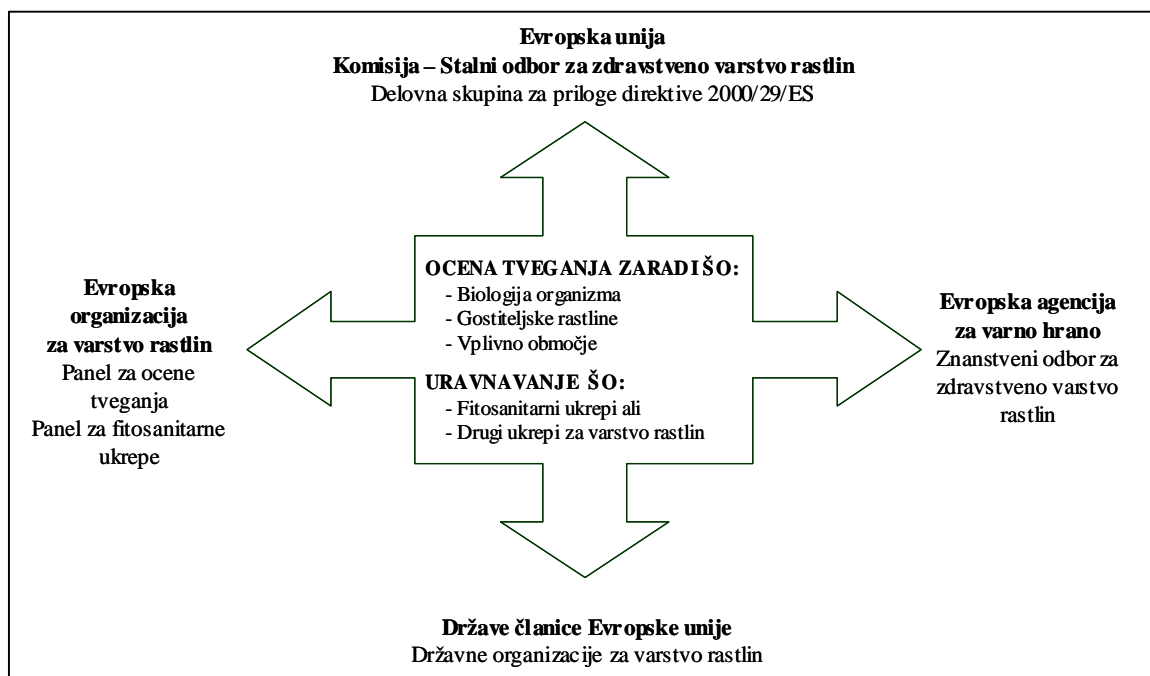 Evropska unija
Komisija – Stalni odbor za zdravstveno varstvo rastlin
Delovna skupina za priloge direktive 2000/29/ES
OCENA TVEGANJA ZARADI ŠO:
- Biologija organizma
- Gostiteljske rastline
- Vplivno območje
URAVNAVANJE ŠO:
- Fitosanitarni ukrepi ali
- Drugi ukrepi za varstvo rastlin
Evropska
organizacija
za varstvo rastlin
Panel za ocene
tveganja
Panel za fitosanitarne
ukrepe
Evropska agencija
za varno hrano
Znanstveni odbor za
zdravstveno varstvo
rastlin
Države članice Evropske unije
Državne organizacije za varstvo rastlin